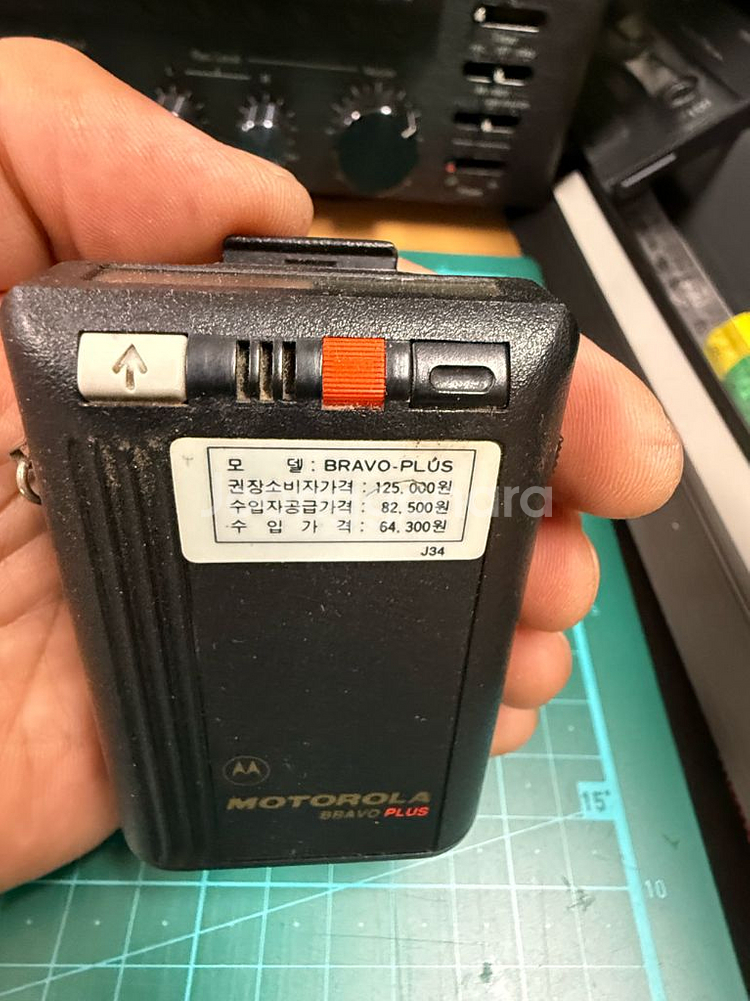 모 델 : BRAVO-PLUS
권장소비자가격 : 125,000원
수입자공급가격 : 82,500원
수 입 가 격 : 64,300원
J34
MOTOROLA
BRAVO PLUS
15°
10